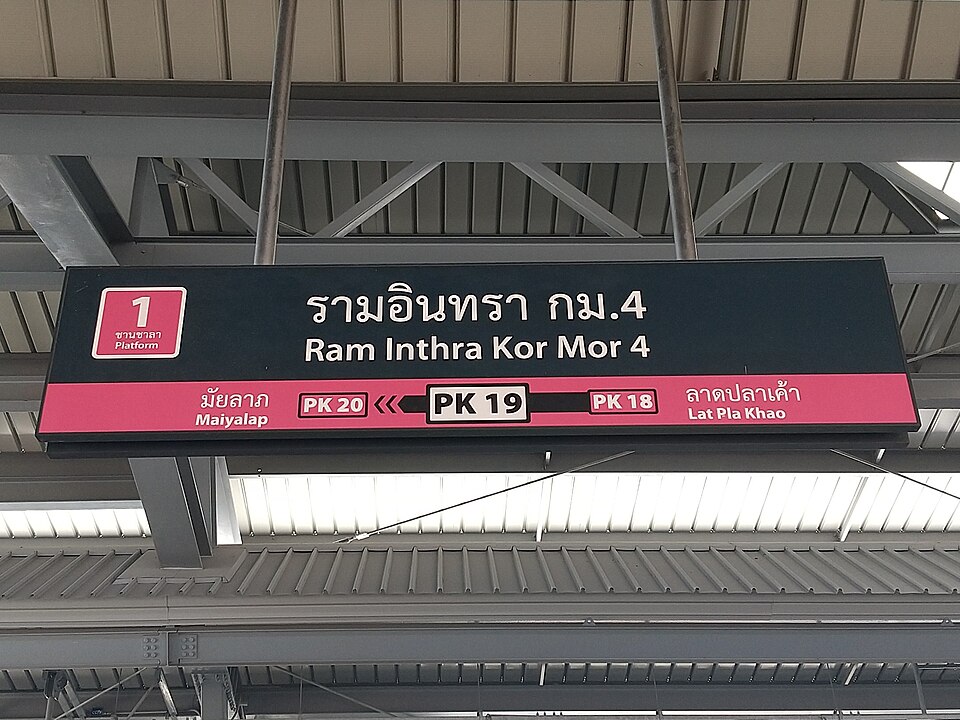 1
ชานชาลา
Platform
รามอินทรา กม.4
Ram Inthra Kor Mor 4
มัยลาภ
Maiyalap
PK 20
PK 19
PK 18
ลาดปลาเค้า
Lat Pla Khao